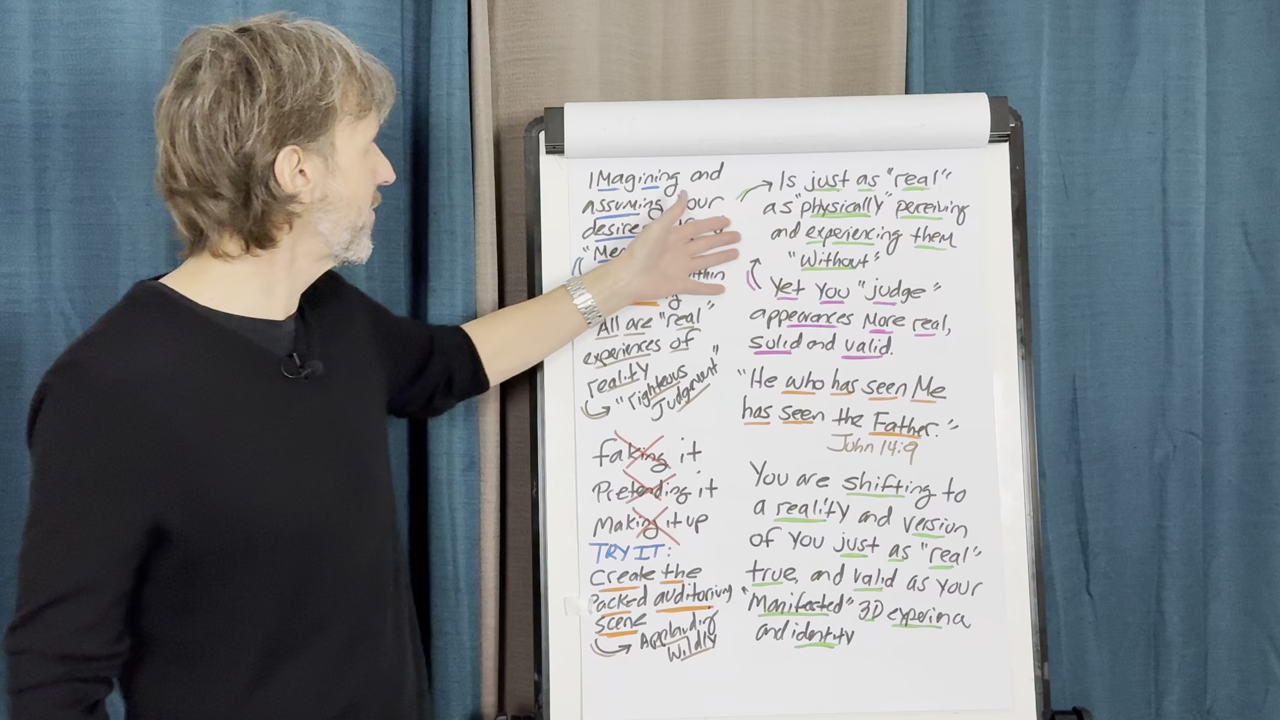 IMagining and
assuming your
desire
"Me
within
"All are "real"
experiences of
reality"
"righteous
Judgment"
faking it
Pretending it
Making it up
TRY IT:
Create the
Packed auditorium
scene
Applauding
Wildly
Is just as "real"
as "physically" perceiving
and experiencing them
"Without"
Yet You "judge"
appearances More real,
solid and valid.
"He who has seen Me
has seen the Father."
John 14:9
You are shifting to
a reality and version
of You just as "real"
true, and valid as your
"Manifested" 3D experience
and identity